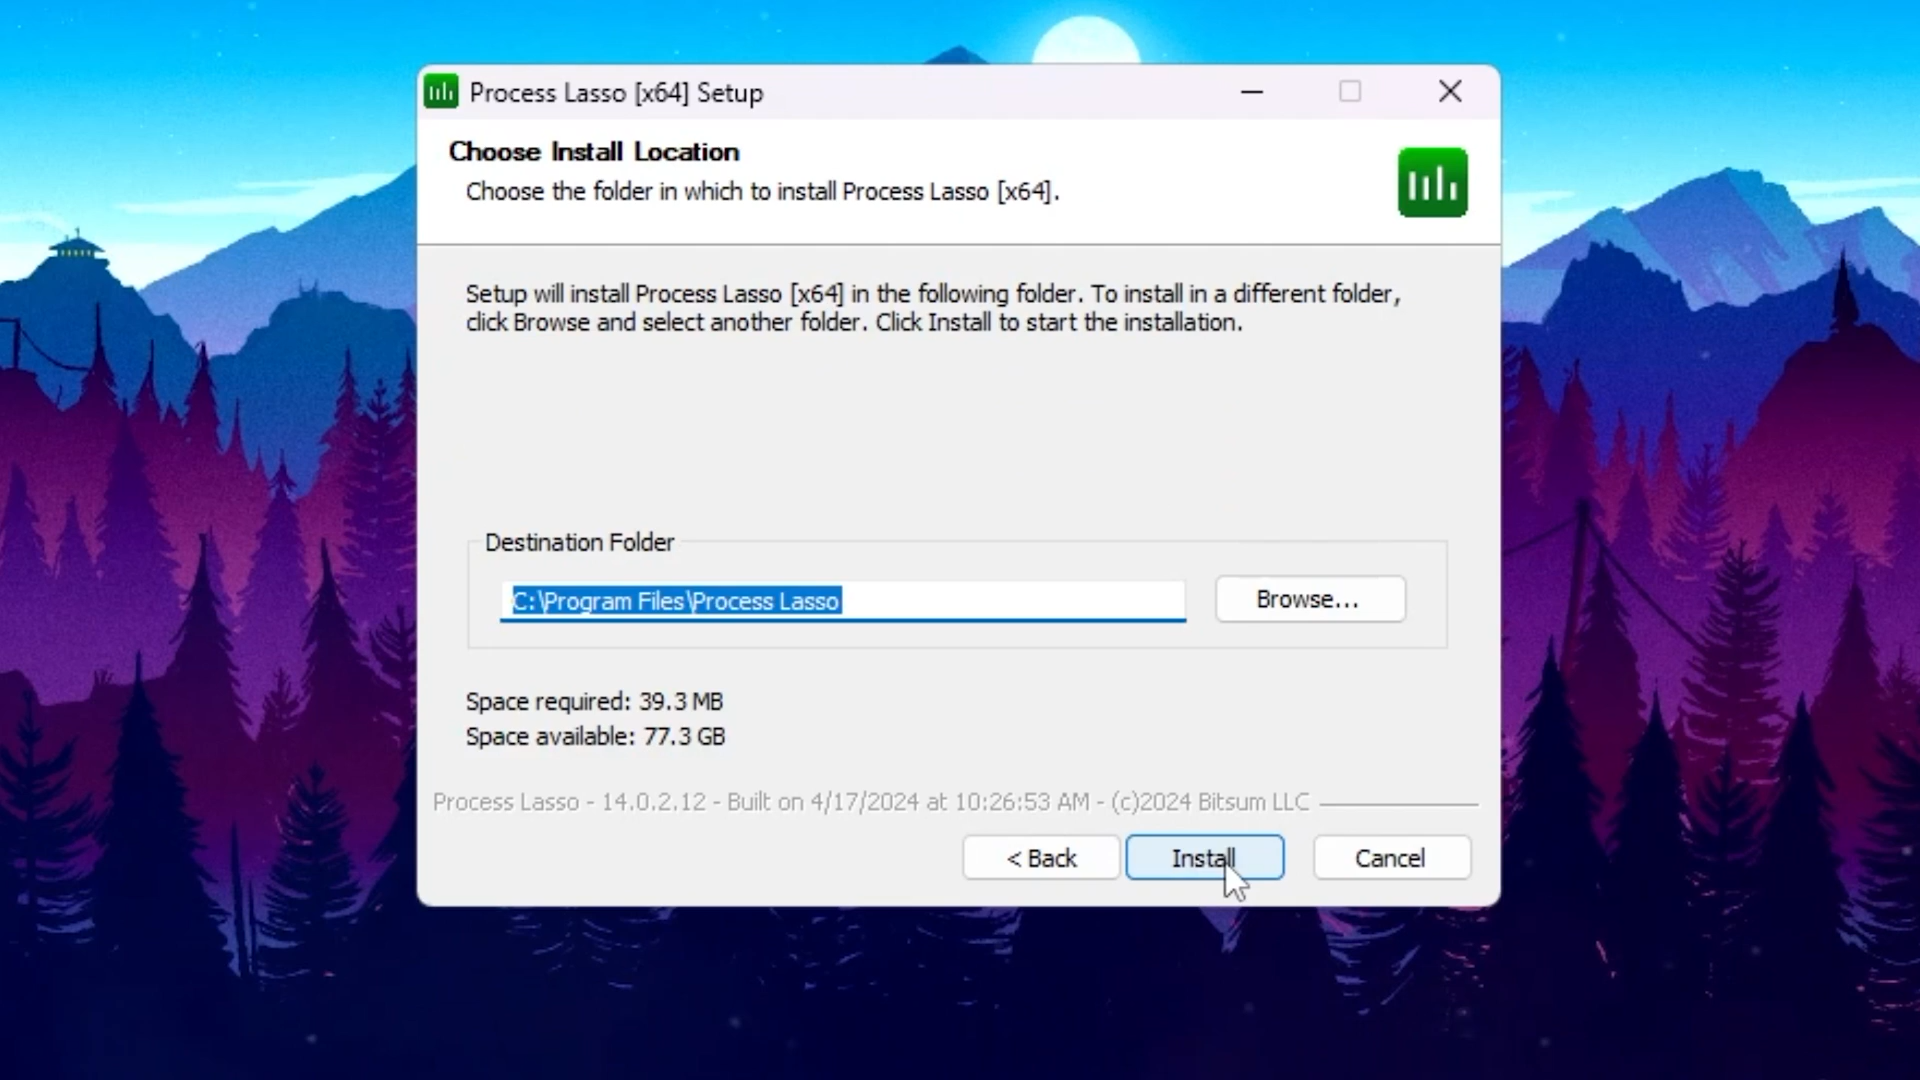 Process Lasso [x64] Setup
Choose Install Location
Choose the folder in which to install Process Lasso [x64].
Setup will install Process Lasso [x64] in the following folder. To install in a different folder,
click Browse and select another folder. Click Install to start the installation.
Destination Folder
C:\Program Files\Process Lasso
Browse...
Space required: 39.3 MB
Space available: 77.3 GB
Process Lasso - 14.0.2.12 - Built on 4/17/2024 at 10:26:53 AM - (c)2024 Bitsum LLC
< Back
Install
Cancel